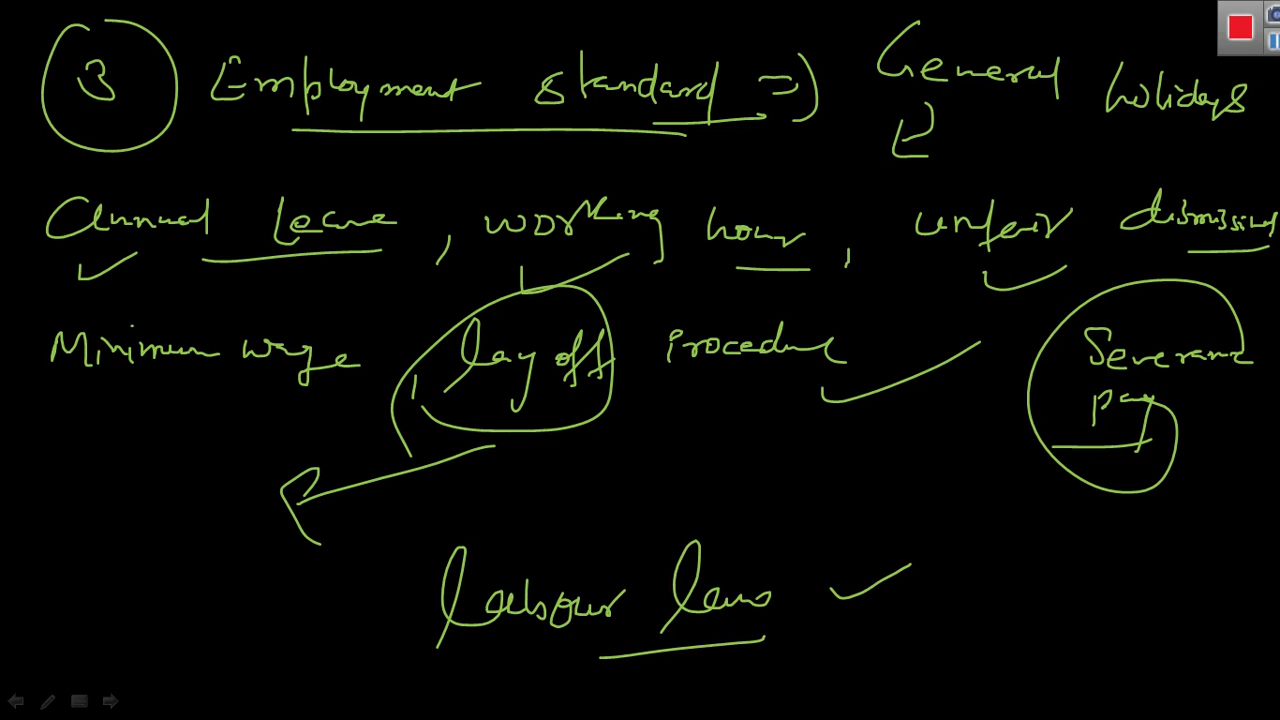 3 Employment standard => General holidays
Annual leave, working hour, unfair dismissal
Minimum wage lay off Procedure Severance
pay
labour laws